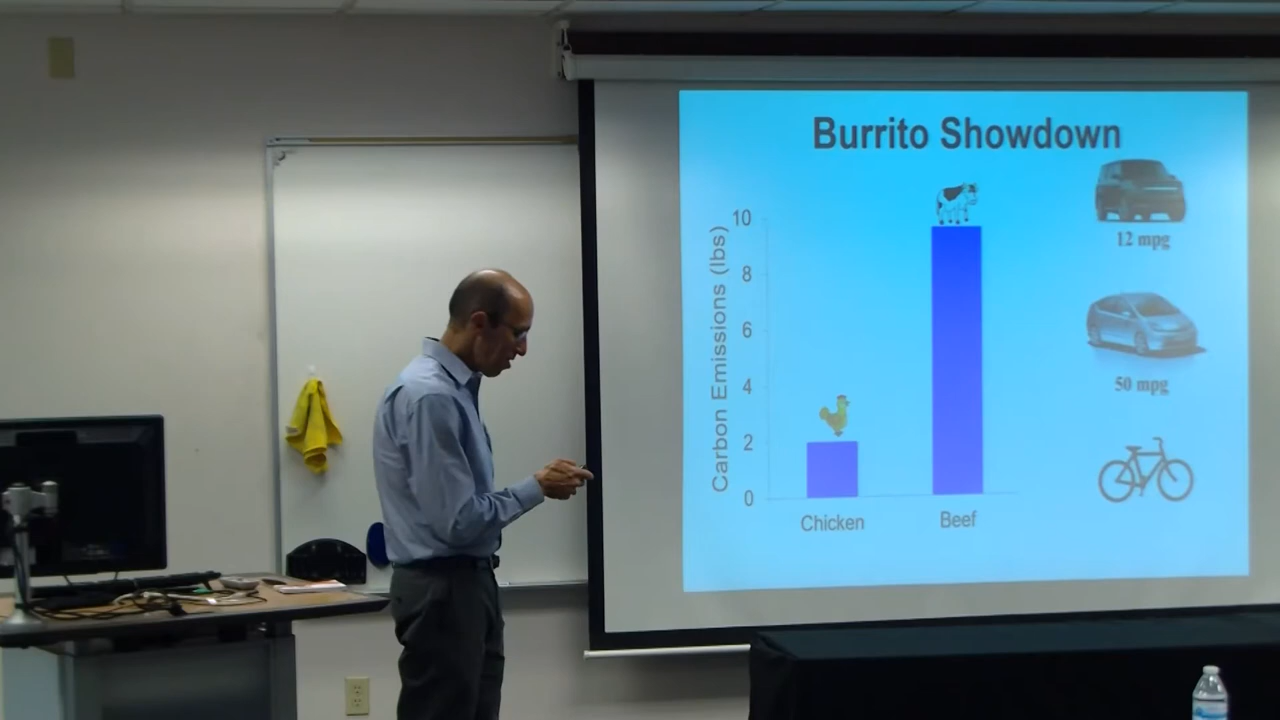 Burrito Showdown
Carbon Emissions (lbs)
10
8
6
4
2
0
Chicken
Beef
12 mpg
50 mpg